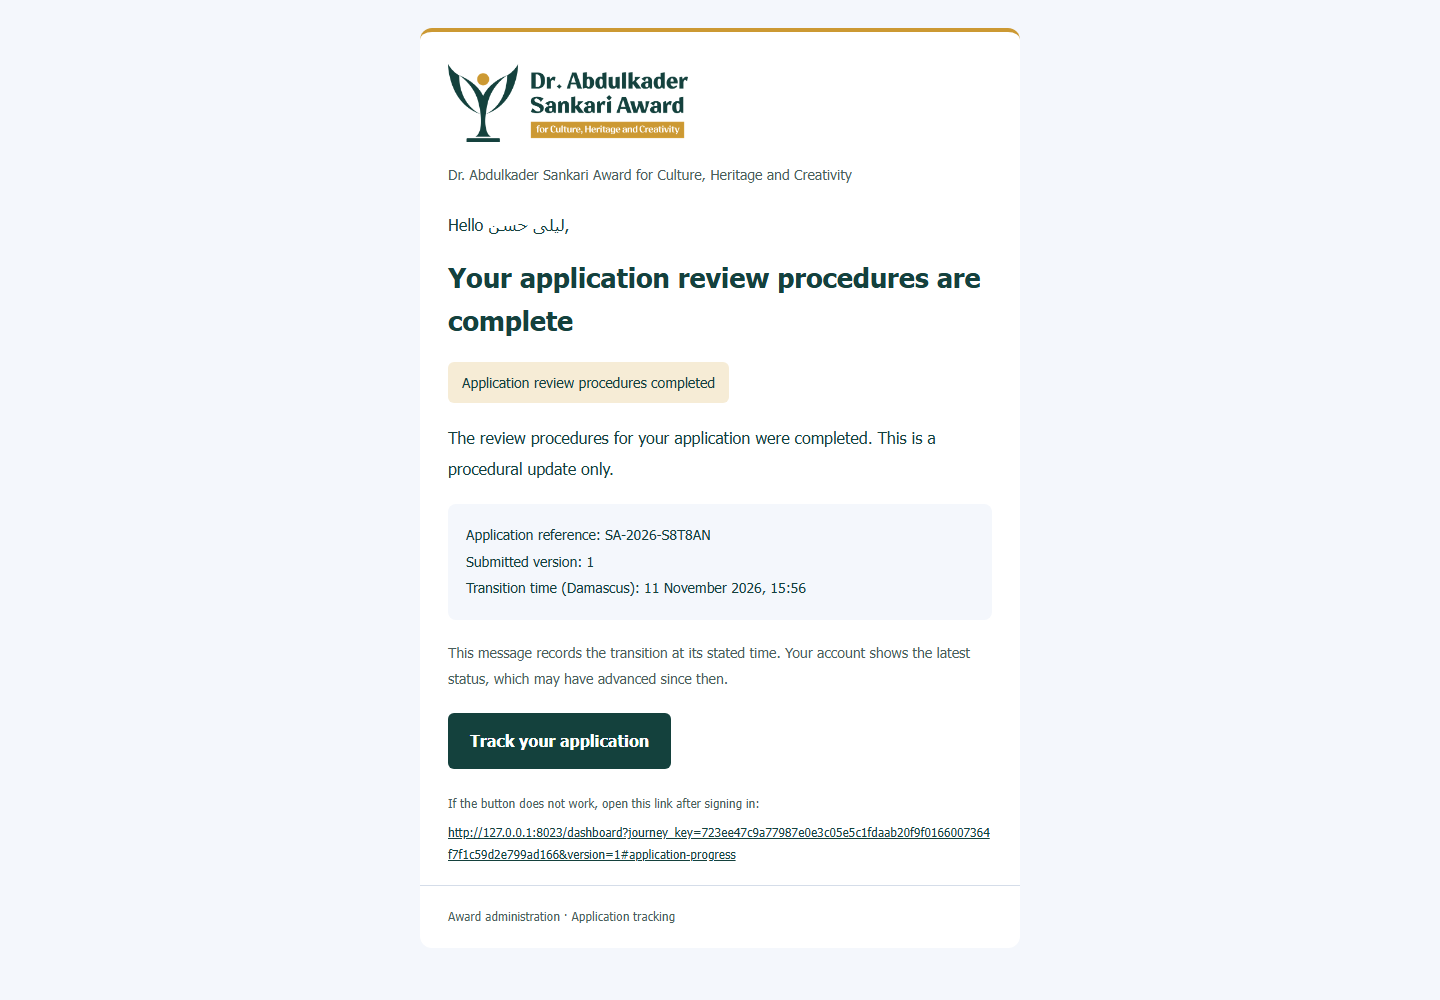 Dr. Abdulkader
Sankari Award
for Culture, Heritage and Creativity
Dr. Abdulkader Sankari Award for Culture, Heritage and Creativity
Hello ليلى حسن,
Your application review procedures are
complete
Application review procedures completed
The review procedures for your application were completed. This is a
procedural update only.
Application reference: SA-2026-S8T8AN
Submitted version: 1
Transition time (Damascus): 11 November 2026, 15:56
This message records the transition at its stated time. Your account shows the latest
status, which may have advanced since then.
Track your application
If the button does not work, open this link after signing in:
http://127.0.0.1:8023/dashboard?journey_key=723ee47c9a77987e0e3c05e5c1fdaab20f9f0166007364
f7f1c59d2e799ad166&version=1#application-progress
Award administration · Application tracking